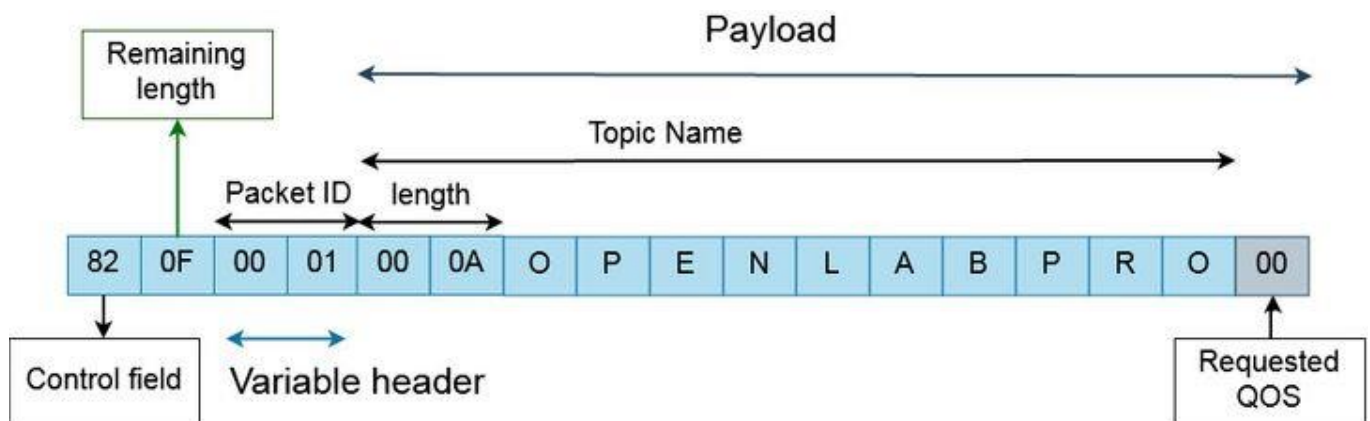 Payload
Remaining
length
Topic Name
Packet ID
length
82 0F 00 01 00 0A O P E N L A B P R O 00
Control field
Variable header
Requested
QOS